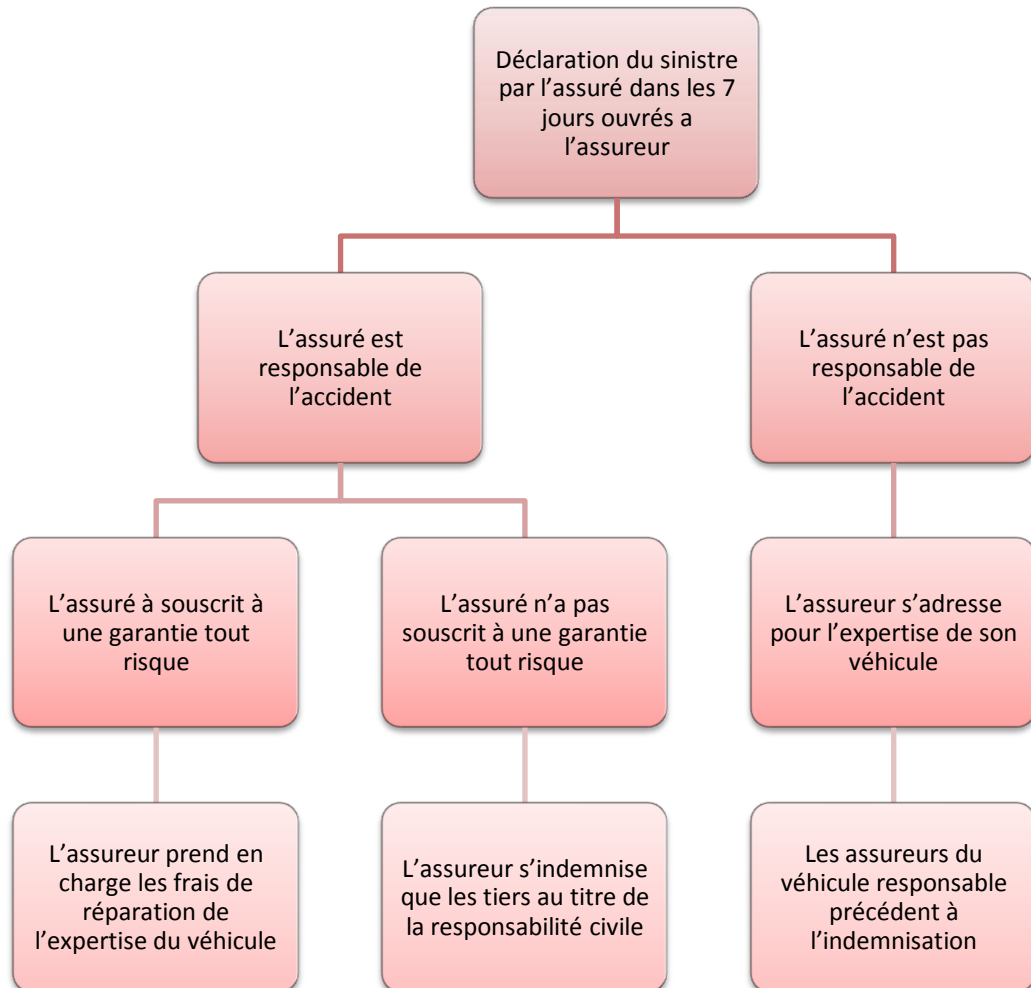 Déclaration du sinistre
par l’assuré dans les 7
jours ouvrés a
l’assureur
L’assuré est
responsable de
l’accident
L’assuré n’est pas
responsable de
l’accident
L’assuré à souscrit à
une garantie tout
risque
L’assuré n’a pas
souscrit à une garantie
tout risque
L’assureur s’adresse
pour l’expertise de son
véhicule
L’assureur prend en
charge les frais de
réparation de
l’expertise du véhicule
L’assureur s’indemnise
que les tiers au titre de
la responsabilité civile
Les assureurs du
véhicule responsable
précédent à
l’indemnisation